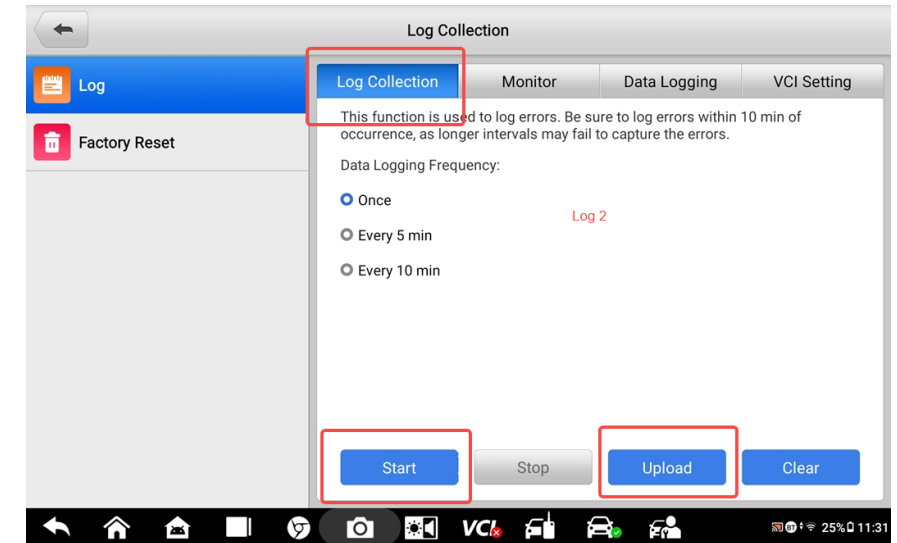 Log Collection
Log
Factory Reset
Log Collection
Monitor
Data Logging
VCI Setting
This function is used to log errors. Be sure to log errors within 10 min of
occurrence, as longer intervals may fail to capture the errors.
Data Logging Frequency:
Once
Log 2
Every 5 min
Every 10 min
Start
Stop
Upload
Clear
VCI
BT
25%
11:31